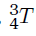 , ³₄T